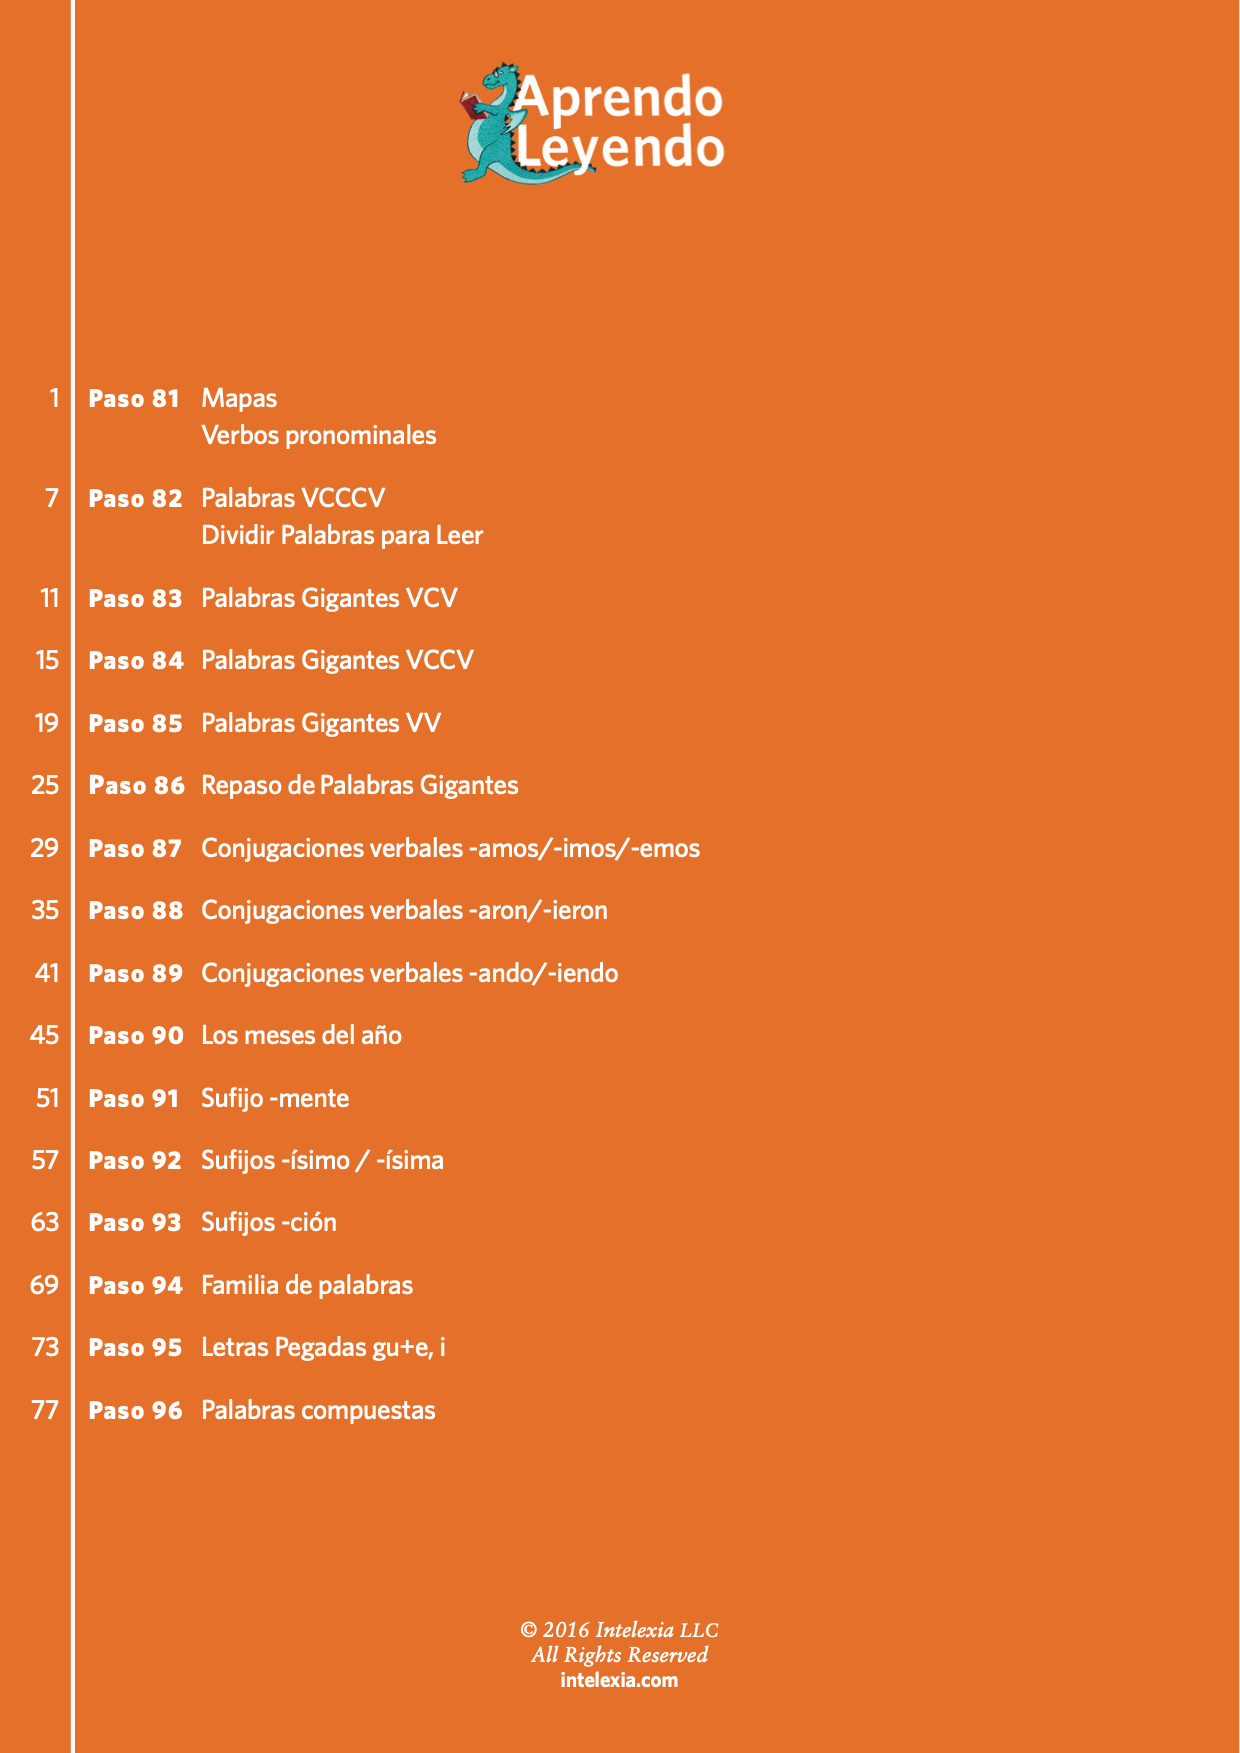 Aprendo
Leyendo
1 Paso 81 Mapas
Verbos pronominales
7 Paso 82 Palabras VCCCV
Dividir Palabras para Leer
11 Paso 83 Palabras Gigantes VCV
15 Paso 84 Palabras Gigantes VCCV
19 Paso 85 Palabras Gigantes VV
25 Paso 86 Repaso de Palabras Gigantes
29 Paso 87 Conjugaciones verbales -amos/-imos/-emos
35 Paso 88 Conjugaciones verbales -aron/-ieron
41 Paso 89 Conjugaciones verbales -ando/-iendo
45 Paso 90 Los meses del año
51 Paso 91 Sufijo -mente
57 Paso 92 Sufijos -ísimo / -ísima
63 Paso 93 Sufijos -ción
69 Paso 94 Familia de palabras
73 Paso 95 Letras Pegadas gu+e, i
77 Paso 96 Palabras compuestas
© 2016 Intelexia LLC
All Rights Reserved
intelexia.com